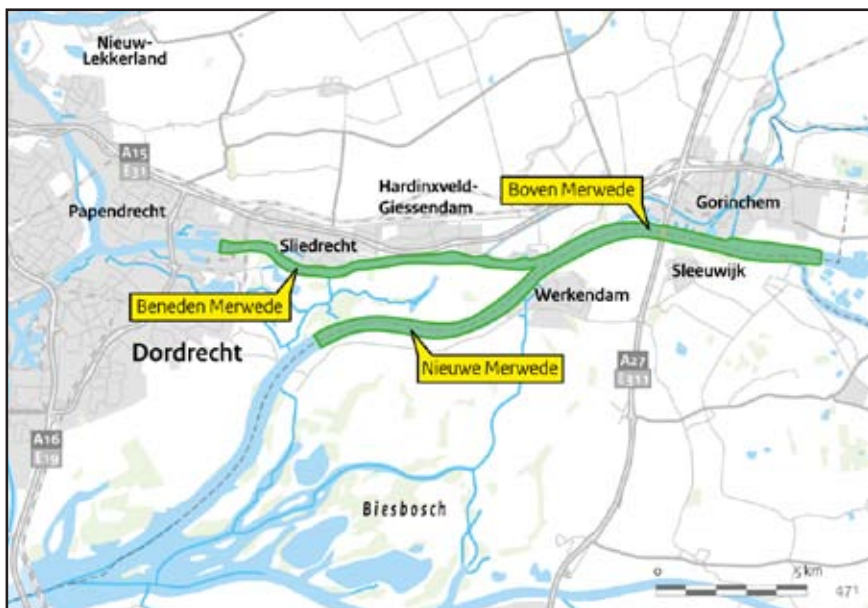 Nieuw-
Lekkerland
A15
E31
Papendrecht
Hardinxveld-
Giessendam
Boven Merwede
Gorinchem
Sliedrecht
Sleeuwijk
Beneden Merwede
Werkendam
Dordrecht
Nieuwe Merwede
A27
E311
A16
E19
Biesbosch
0
5 km
471